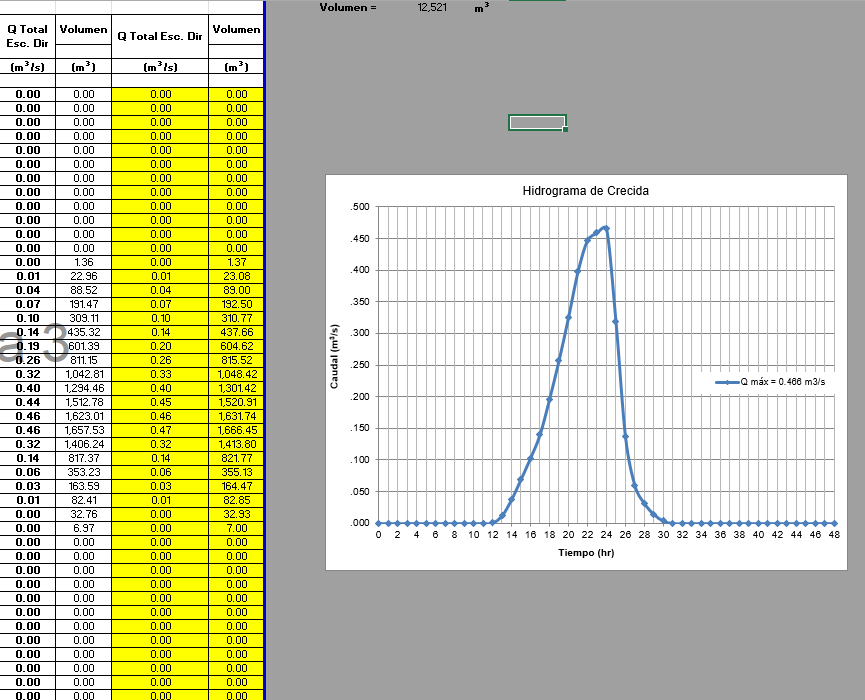 Volumen = 12,521 m³
Q Total Esc. Dir Volumen Q Total Esc. Dir Volumen
(m³/s) (m³) (m³/s) (m³)
0.00 0.00 0.00 0.00
0.00 0.00 0.00 0.00
0.00 0.00 0.00 0.00
0.00 0.00 0.00 0.00
0.00 0.00 0.00 0.00
0.00 0.00 0.00 0.00
0.00 0.00 0.00 0.00
0.00 0.00 0.00 0.00
0.00 0.00 0.00 0.00
0.00 0.00 0.00 0.00
0.00 0.00 0.00 0.00
0.00 0.00 0.00 0.00
0.00 1.36 0.00 1.37
0.01 22.96 0.01 23.08
0.04 88.52 0.04 89.00
0.07 191.47 0.07 192.50
0.10 309.11 0.10 310.77
0.14 435.32 0.14 437.66
0.19 601.39 0.20 604.62
0.26 811.15 0.26 815.52
0.32 1,042.81 0.33 1,048.42
0.40 1,294.46 0.40 1,301.42
0.44 1,512.78 0.45 1,520.91
0.46 1,623.01 0.46 1,631.74
0.46 1,657.53 0.47 1,666.45
0.32 1,406.24 0.32 1,413.80
0.14 817.37 0.14 821.77
0.06 353.23 0.06 355.13
0.03 163.59 0.03 164.47
0.01 82.41 0.01 82.85
0.00 32.76 0.00 32.93
0.00 6.97 0.00 7.00
0.00 0.00 0.00 0.00
0.00 0.00 0.00 0.00
0.00 0.00 0.00 0.00
0.00 0.00 0.00 0.00
0.00 0.00 0.00 0.00
0.00 0.00 0.00 0.00
0.00 0.00 0.00 0.00
0.00 0.00 0.00 0.00
0.00 0.00 0.00 0.00
0.00 0.00 0.00 0.00
0.00 0.00 0.00 0.00
0.00 0.00 0.00 0.00
a 3
Hidrograma de Crecida
.500
.450
.400
.350
.300
.250
.200
.150
.100
.050
.000
Caudal (m³/s)
Q máx = 0.466 m3/s
0 2 4 6 8 10 12 14 16 18 20 22 24 26 28 30 32 34 36 38 40 42 44 46 48
Tiempo (hr)